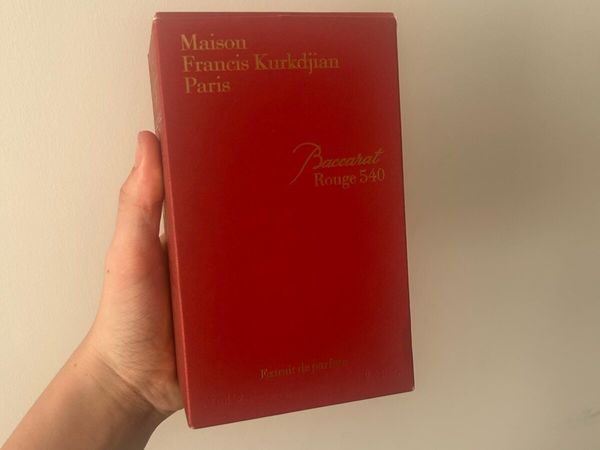 Maison
Francis Kurkdjian
Paris
Baccarat
Rouge 540
Extrait de parfum